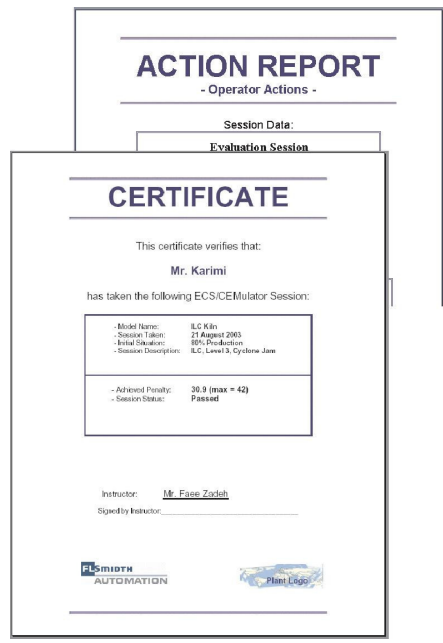 ACTION REPORT
- Operator Actions -
Session Data:
Evaluation Session
CERTIFICATE
This certificate verifies that:
Mr. Karimi
has taken the following ECS/CEMulator Session:
- Model Name: ILC Kiln
- Session Taken: 21 August 2003
- Initial Situation: 80% Production
- Session Description: ILC, Level 3, Cyclone Jam
- Achieved Penalty: 30.9 (max = 42)
- Session Status: Passed
Instructor: Mr. Faee Zadeh
Signed by Instructor:
FLSMIDTH
AUTOMATION
Plant Logo